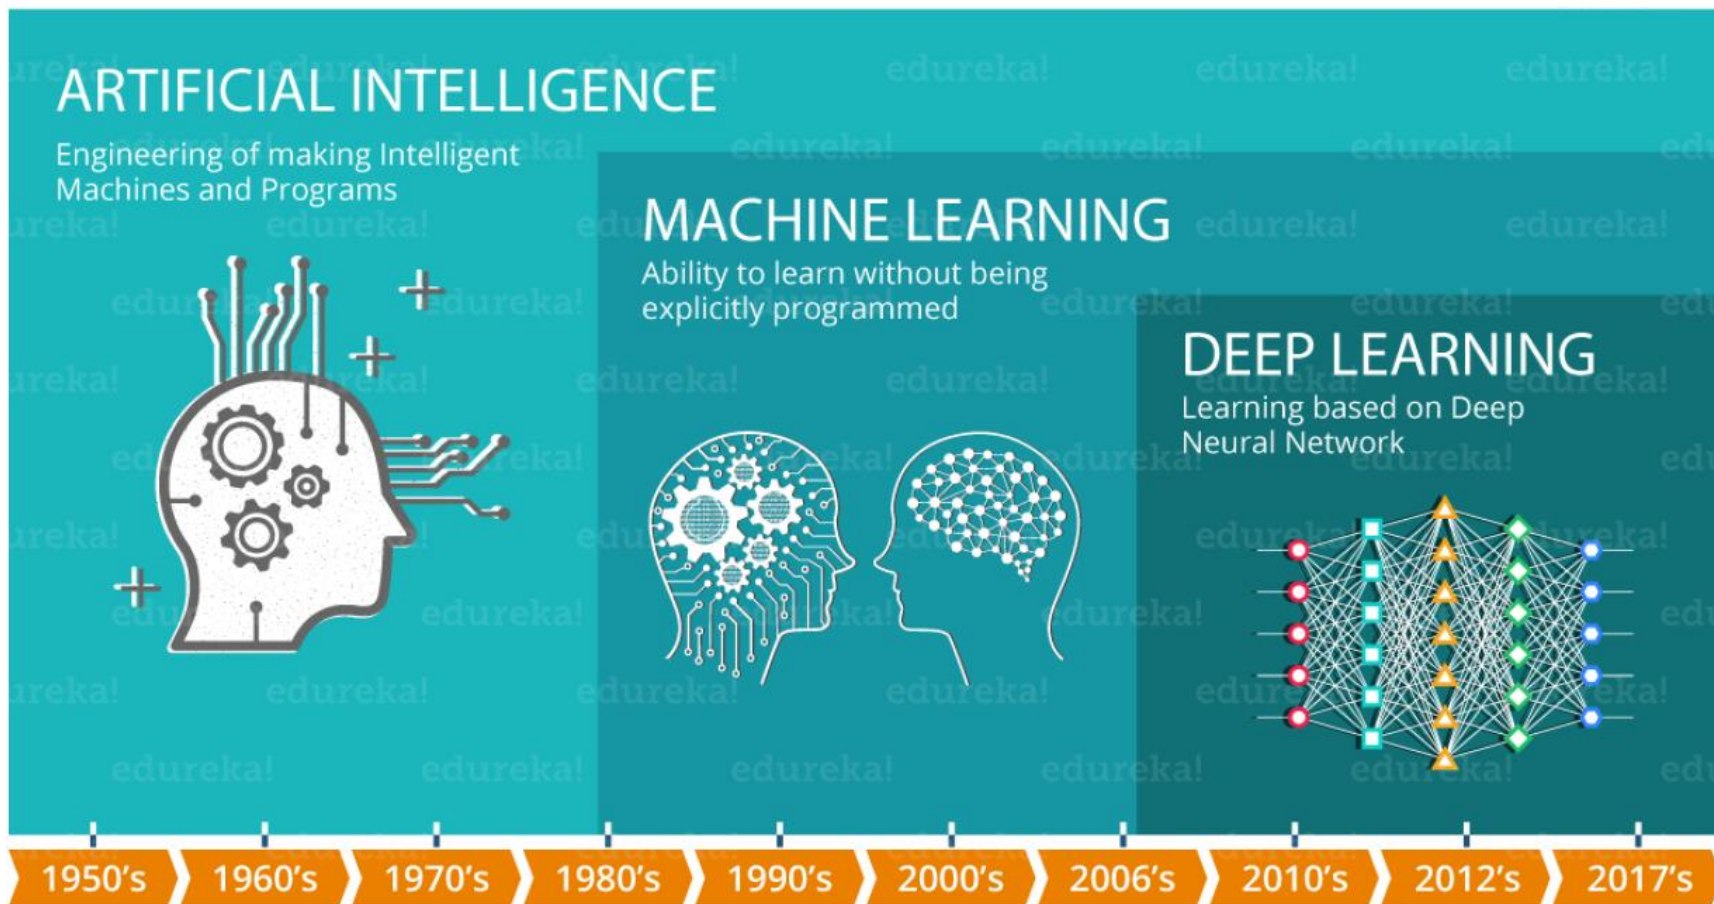 ARTIFICIAL INTELLIGENCE
Engineering of making Intelligent
Machines and Programs
MACHINE LEARNING
Ability to learn without being
explicitly programmed
DEEP LEARNING
Learning based on Deep
Neural Network
1950's 1960's 1970's 1980's 1990's 2000's 2006's 2010's 2012's 2017's
edureka!